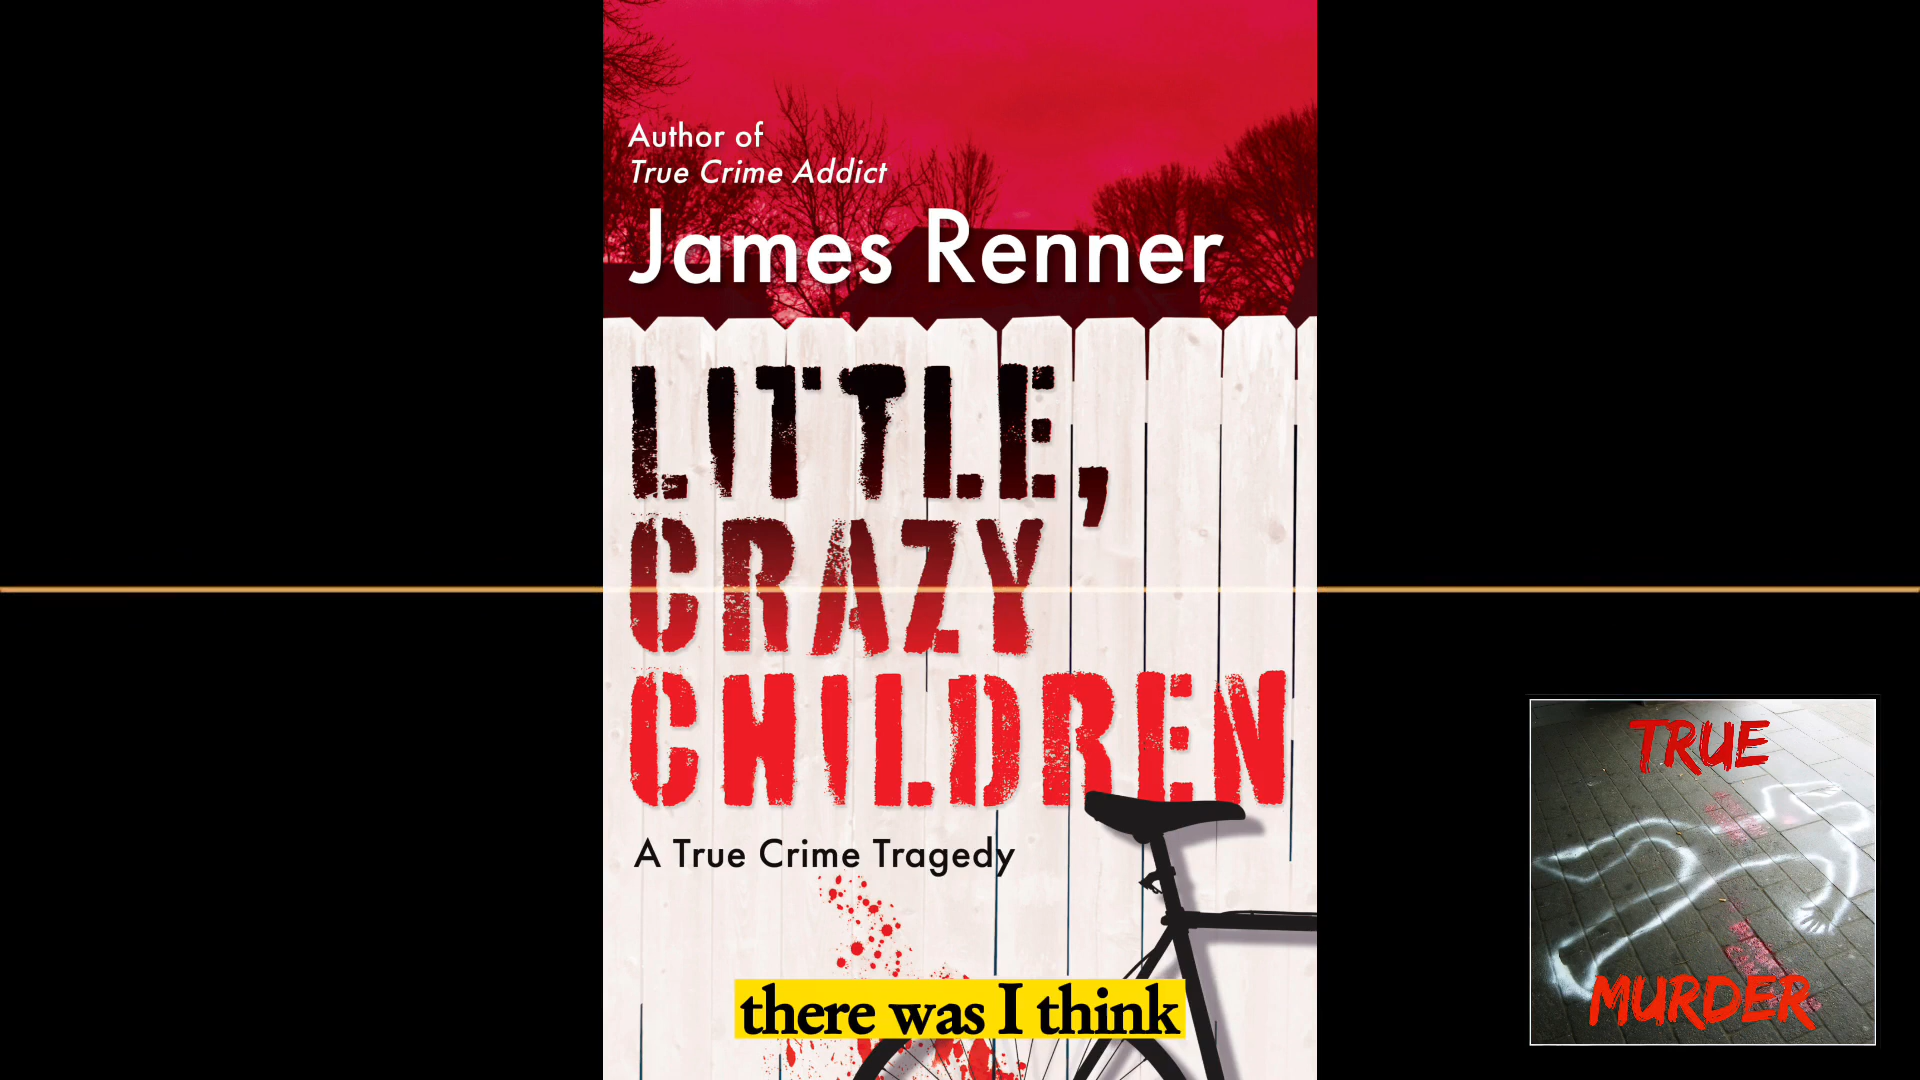 Author of
True Crime Addict
James Renner
LITTLE,
CRAZY
CHILDREN
A True Crime Tragedy
there was I think
TRUE
MURDER